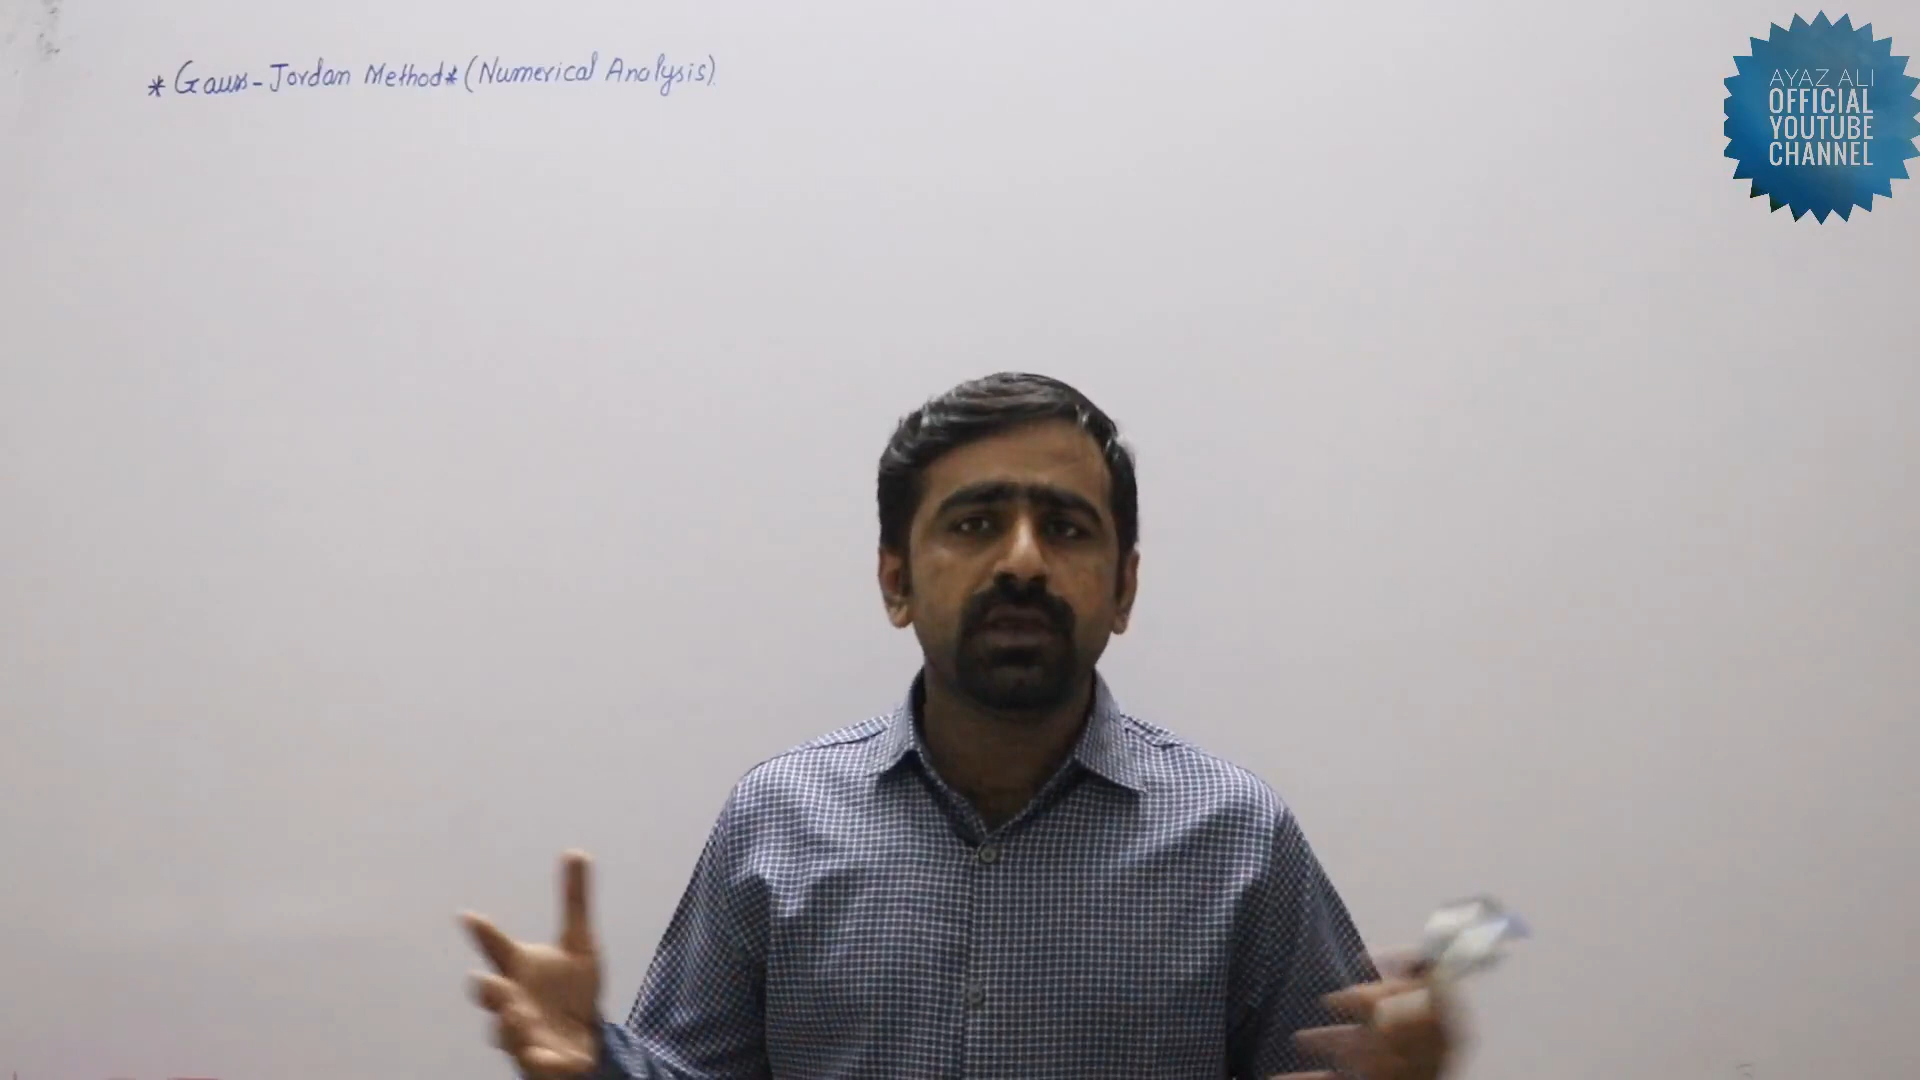 * Gauss-Jordan Method * (Numerical Analysis)
AYAZ ALI
OFFICIAL
YOUTUBE
CHANNEL